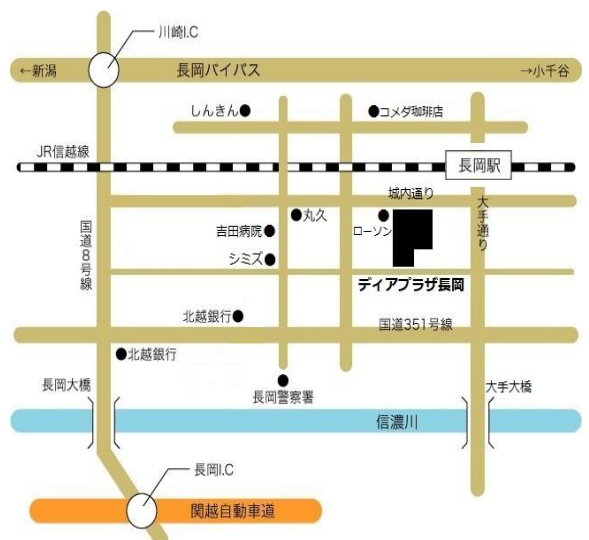 川崎I.C
←新潟
長岡バイパス
→小千谷
しんきん
コメダ珈琲店
JR信越線
長岡駅
城内通り
丸久
ローソン
大手通り
国道8号線
吉田病院
シミズ
ディアプラザ長岡
北越銀行
国道351号線
北越銀行
長岡大橋
長岡警察署
大手大橋
信濃川
長岡I.C
関越自動車道